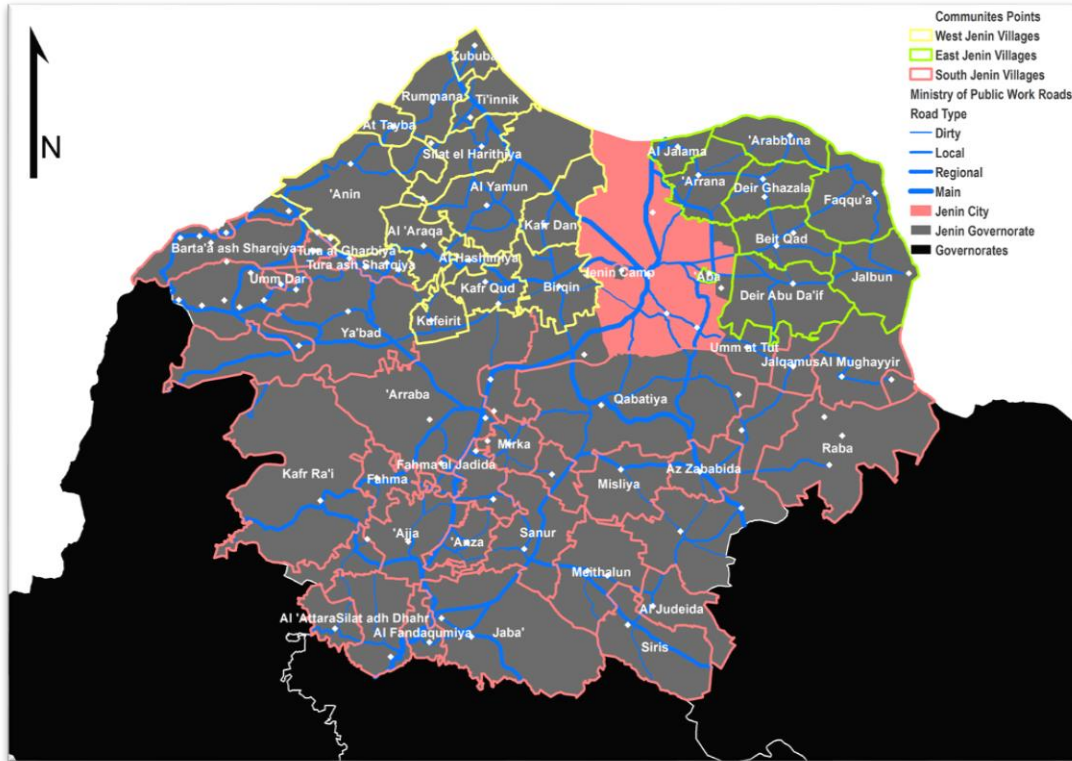 Communites Points
West Jenin Villages
East Jenin Villages
South Jenin Villages
Ministry of Public Work Roads
Road Type
Dirty
Local
Regional
Main
Jenin City
Jenin Governorate
Governorates
N
Zububa
Rummana
Ti'innik
At Tayba
Silat el Harithiya
'Anin
Al Yamun
Al 'Araqa
Kafr Dan
Al Hashimiya
Barta'a ash Sharqiya
Tura al Gharbiya
Tura ash Sharqiya
Umm Dar
Kafr Qud
Birqin
Kufeirit
Ya'bad
Jenin Camp
Al Jalama
'Arabbuna
'Arrana
Deir Ghazala
Faqqu'a
Beit Qad
'Aba
Jalbun
Deir Abu Da'if
Umm at Tut
Jalqamus
Al Mughayyir
'Arraba
Qabatiya
Mirka
Raba
Fahma al Jadida
Kafr Ra'i
Fahma
Az Zababida
Misliya
'Ajja
'Anza
Sanur
Meithalun
Al Judeida
Al 'Attara
Silat adh Dhahr
Al Fandaqumiya
Jaba'
Siris